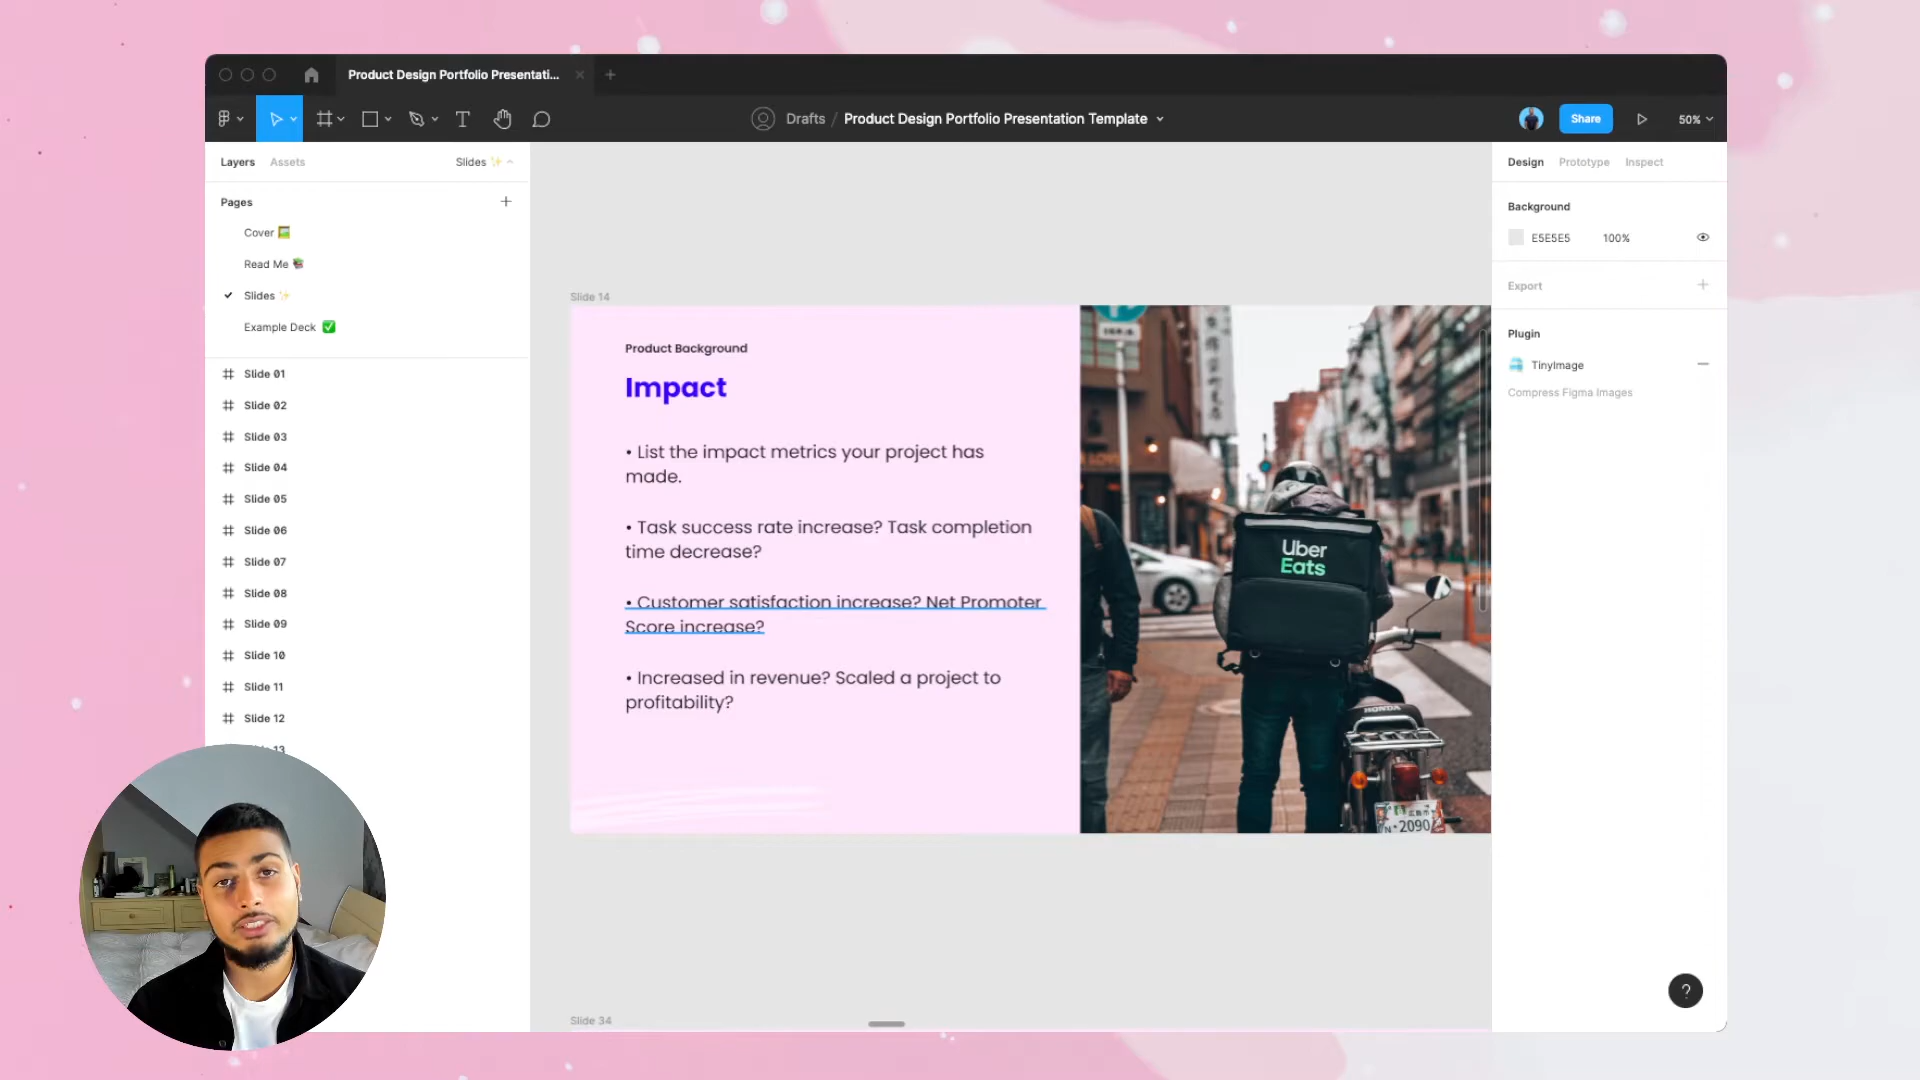 Product Design Portfolio Presentati...
Drafts / Product Design Portfolio Presentation Template
Share
50%
Layers
Assets
Slides ✨
Pages
Cover 🖼️
Read Me 📚
Slides ✨
Example Deck ✅
Slide 01
Slide 02
Slide 03
Slide 04
Slide 05
Slide 06
Slide 07
Slide 08
Slide 09
Slide 10
Slide 11
Slide 12
13
Slide 14
Product Background
Impact
• List the impact metrics your project has
made.
• Task success rate increase? Task completion
time decrease?
• Customer satisfaction increase? Net Promoter
Score increase?
• Increased in revenue? Scaled a project to
profitability?
Uber
Eats
HONDA
2090
Slide 34
Design
Prototype
Inspect
Background
E5E5E5
100%
Export
Plugin
TinyImage
Compress Figma Images
?